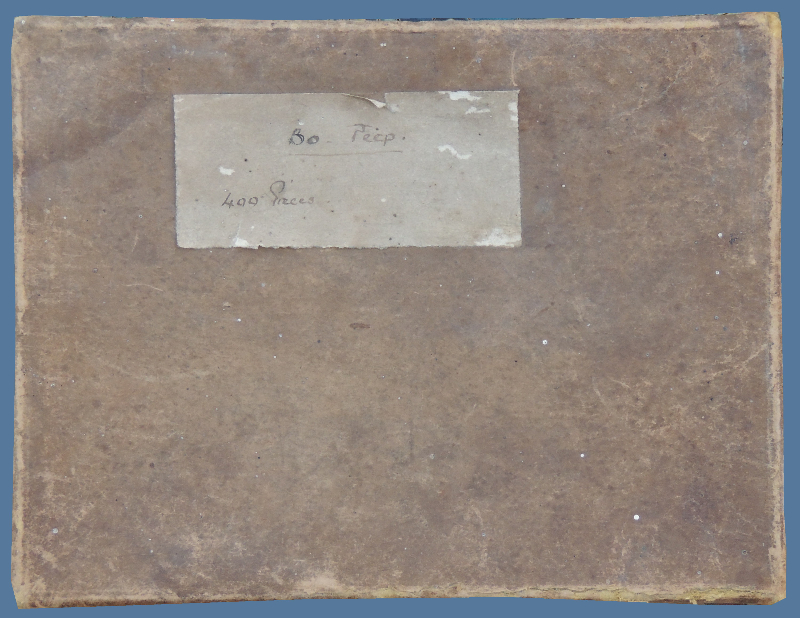 Bo - Peep.
400 Pieces